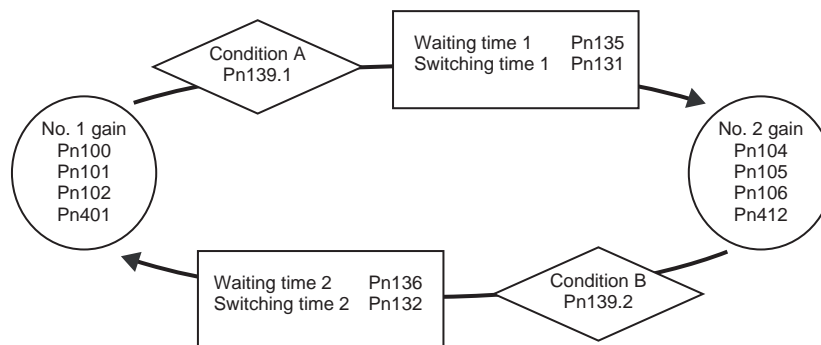 Condition A
Pn139.1
Waiting time 1 Pn135
Switching time 1 Pn131
No. 1 gain
Pn100
Pn101
Pn102
Pn401
No. 2 gain
Pn104
Pn105
Pn106
Pn412
Waiting time 2 Pn136
Switching time 2 Pn132
Condition B
Pn139.2